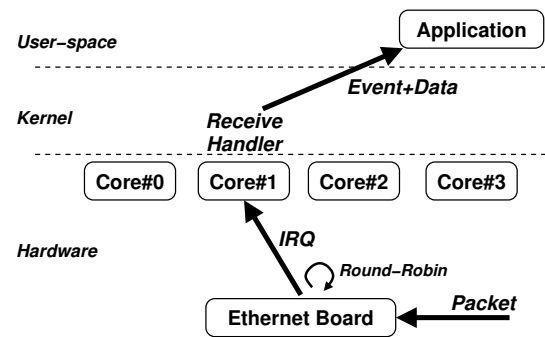 Application
User−space
Event+Data
Kernel
Receive
Handler
Core#0 Core#1 Core#2 Core#3
IRQ
Hardware
Round−Robin
Packet
Ethernet Board